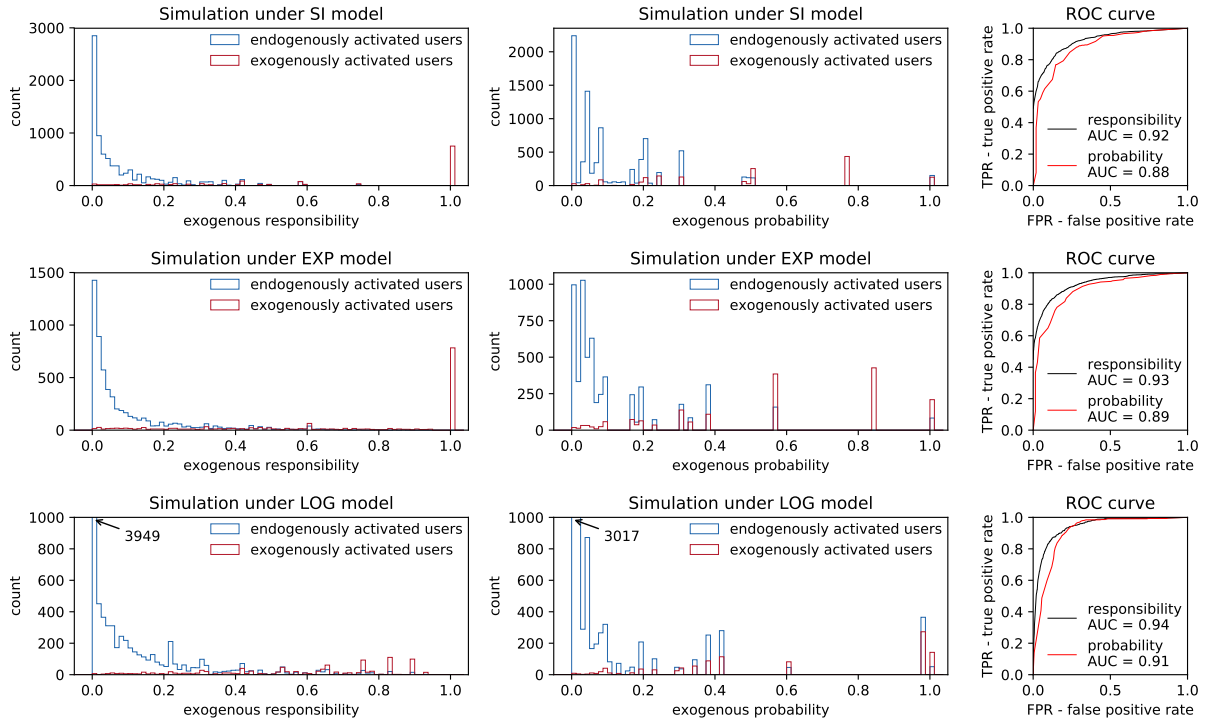 Simulation under SI model
3000
2000
1000
0
count
endogenously activated users
exogenously activated users
0.0 0.2 0.4 0.6 0.8 1.0
exogenous responsibility
Simulation under SI model
2000
1500
1000
500
0
count
endogenously activated users
exogenously activated users
0.0 0.2 0.4 0.6 0.8 1.0
exogenous probability
ROC curve
1.0
0.8
0.6
0.4
0.2
0.0
TPR - true positive rate
responsibility
AUC = 0.92
probability
AUC = 0.88
0.0 0.5 1.0
FPR - false positive rate
Simulation under EXP model
1500
1000
500
0
count
endogenously activated users
exogenously activated users
0.0 0.2 0.4 0.6 0.8 1.0
exogenous responsibility
Simulation under EXP model
1000
750
500
250
0
count
endogenously activated users
exogenously activated users
0.0 0.2 0.4 0.6 0.8 1.0
exogenous probability
ROC curve
1.0
0.8
0.6
0.4
0.2
0.0
TPR - true positive rate
responsibility
AUC = 0.93
probability
AUC = 0.89
0.0 0.5 1.0
FPR - false positive rate
Simulation under LOG model
1000
800
600
400
200
0
count
3949
endogenously activated users
exogenously activated users
0.0 0.2 0.4 0.6 0.8 1.0
exogenous responsibility
Simulation under LOG model
1000
800
600
400
200
0
count
3017
endogenously activated users
exogenously activated users
0.0 0.2 0.4 0.6 0.8 1.0
exogenous probability
ROC curve
1.0
0.8
0.6
0.4
0.2
0.0
TPR - true positive rate
responsibility
AUC = 0.94
probability
AUC = 0.91
0.0 0.5 1.0
FPR - false positive rate